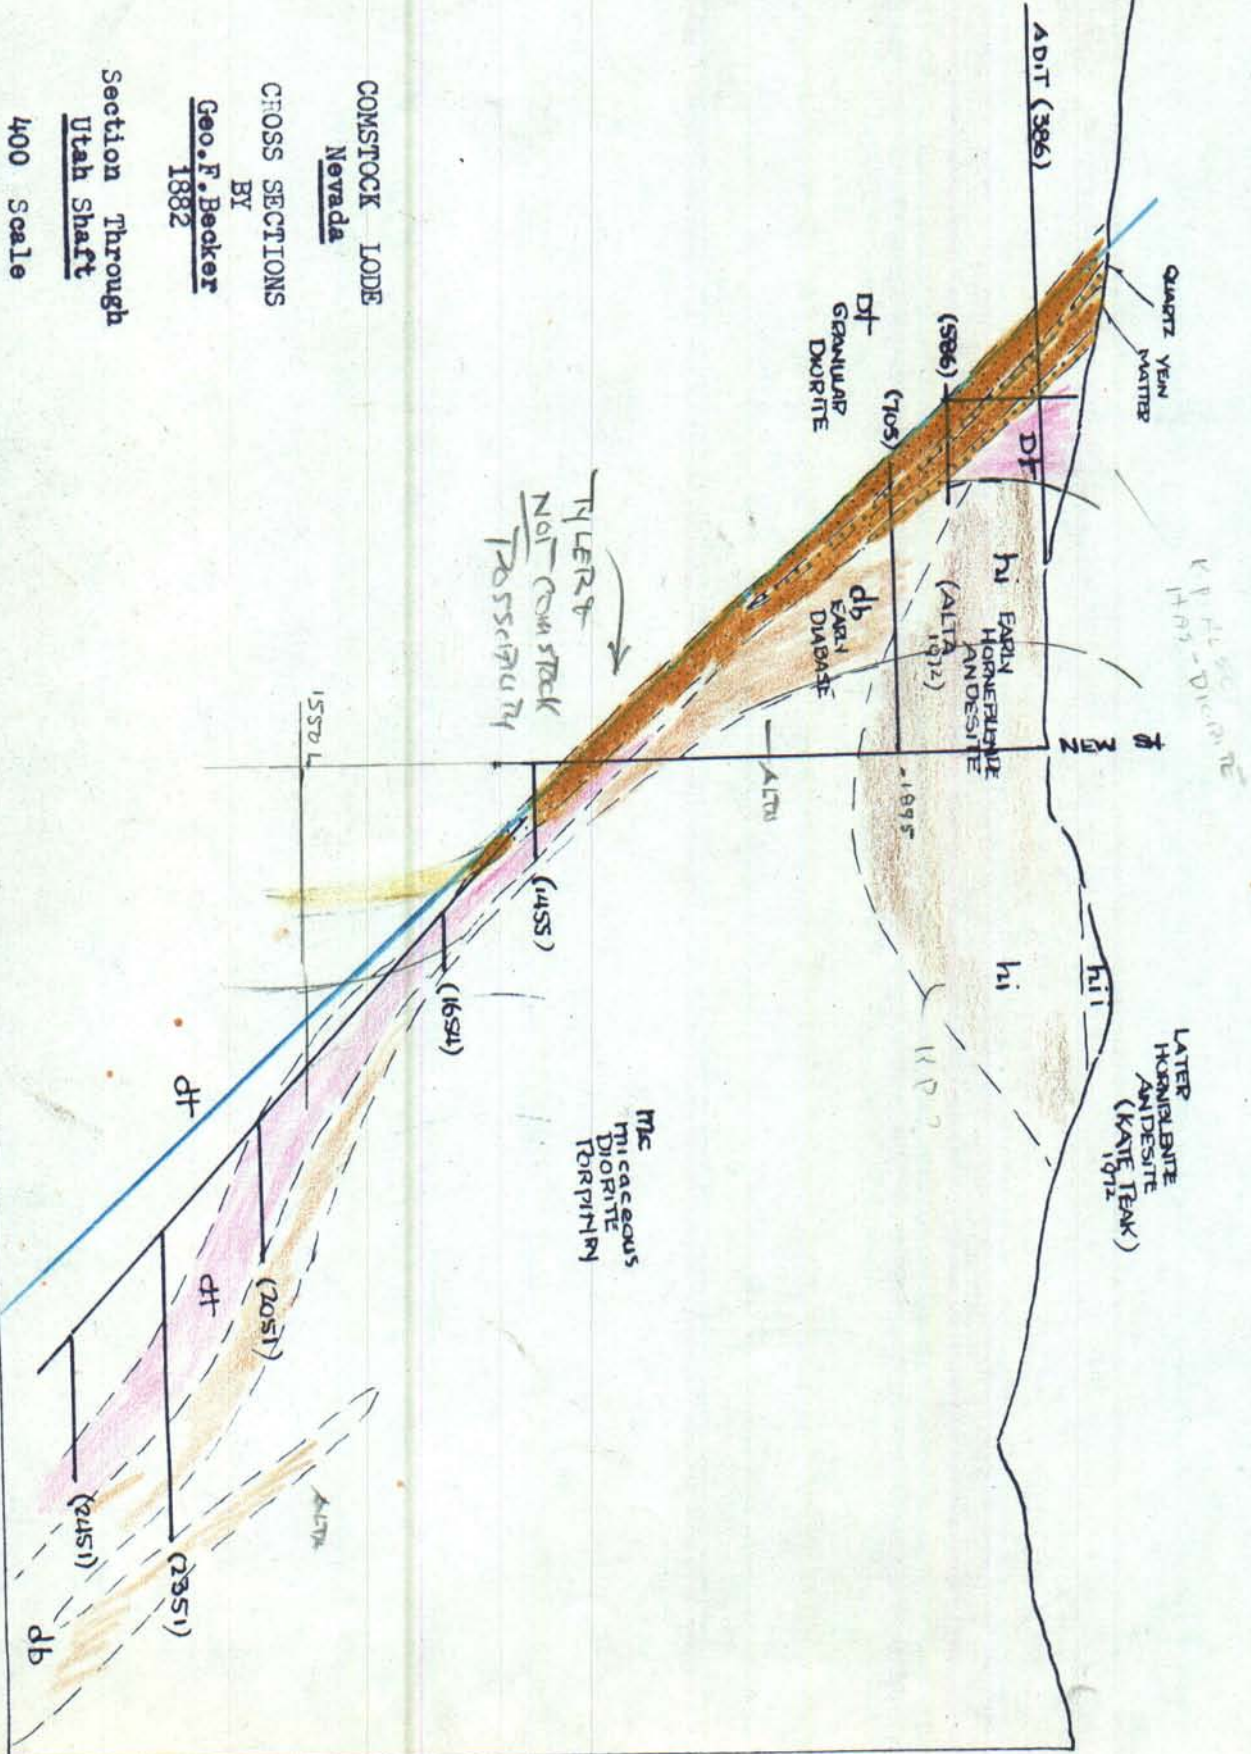 COMSTOCK LODE
Nevada
CROSS SECTIONS
BY
Geo.F.Becker
1882
Section Through
Utah Shaft
400 Scale
ADIT (386)
QUARTZ VEIN
MATTER
Df
GRANULAR
DIORITE
(586)
(705)
Df
hi EARLY
HORNEBLENDE
ANDESITE
(ALTA
1972)
db
EARLY
DIABASE
NEW
1895
ALTA
TYLER?
NOT COMSTOCK
POSSIBILITY
1550 L
hi
hii
LATER
HORNBLENDE
ANDESITE
(KATE PEAK)
1972
mc
micaceous
DIORITE
PORPHYRY
(1455)
(1654)
df
(2051)
df
(2351)
(2451)
ALTA
db